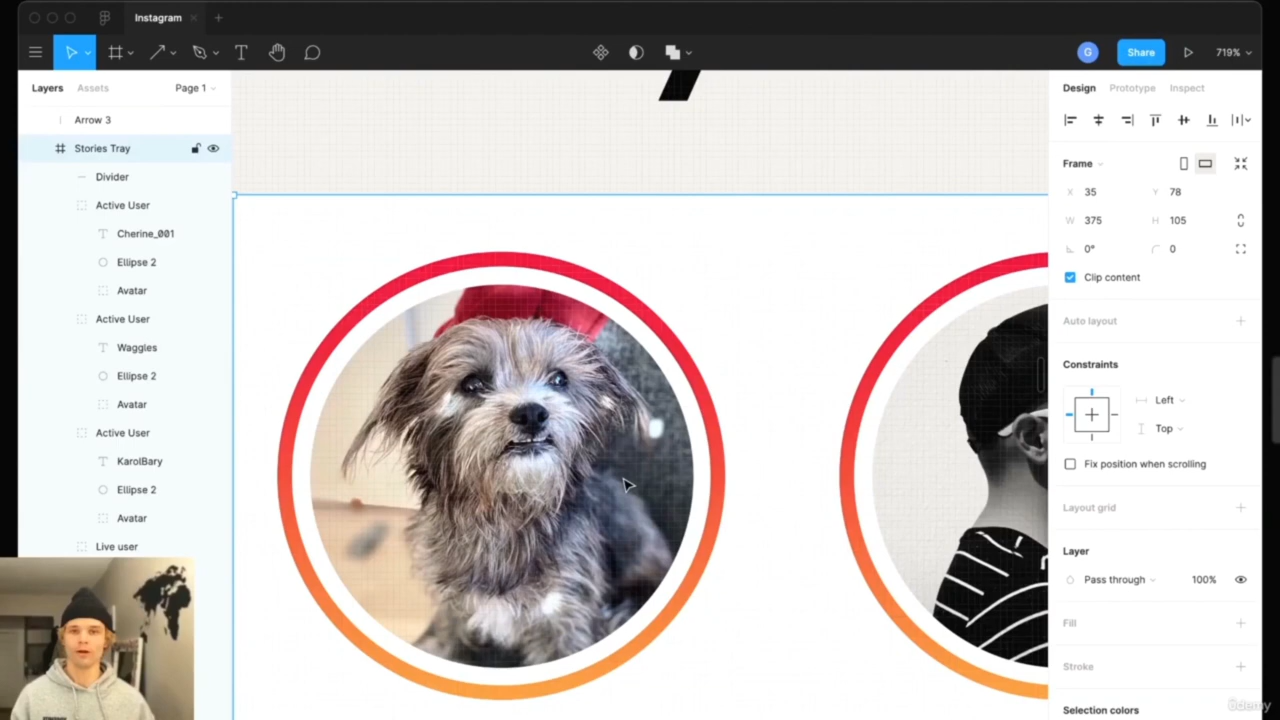 Instagram
Share
719%
G
Layers
Assets
Page 1
Arrow 3
Stories Tray
Divider
Active User
Cherine_001
Ellipse 2
Avatar
Active User
Waggles
Ellipse 2
Avatar
Active User
KarolBary
Ellipse 2
Avatar
Live user
Design
Prototype
Inspect
Frame
X 35
Y 78
W 375
H 105
0°
0
Clip content
Auto layout
Constraints
Left
Top
Fix position when scrolling
Layout grid
Layer
Pass through
100%
Fill
Stroke
Selection colors
ûdemy